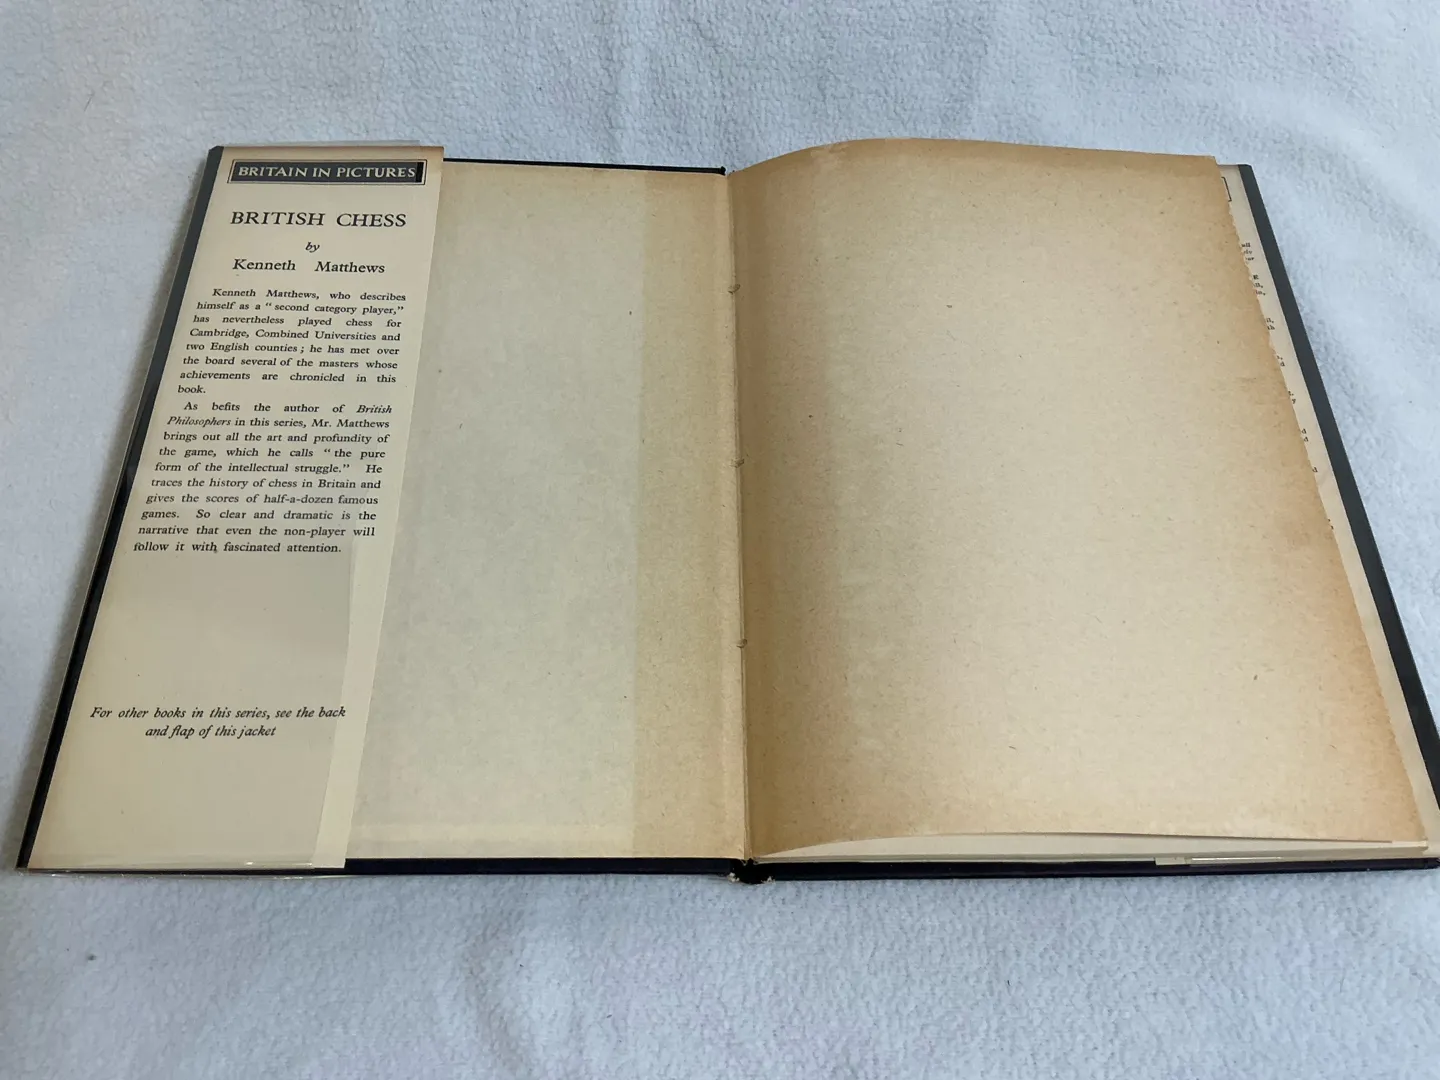 BRITAIN IN PICTURES
BRITISH CHESS
by
Kenneth Matthews
Kenneth Matthews, who describes
himself as a “ second category player,”
has nevertheless played chess for
Cambridge, Combined Universities and
two English counties ; he has met over
the board several of the masters whose
achievements are chronicled in this
book.
As befits the author of British
Philosophers in this series, Mr. Matthews
brings out all the art and profundity of
the game, which he calls “ the pure
form of the intellectual struggle.” He
traces the history of chess in Britain and
gives the scores of half-a-dozen famous
games. So clear and dramatic is the
narrative that even the non-player will
follow it with fascinated attention.
For other books in this series, see the back
and flap of this jacket